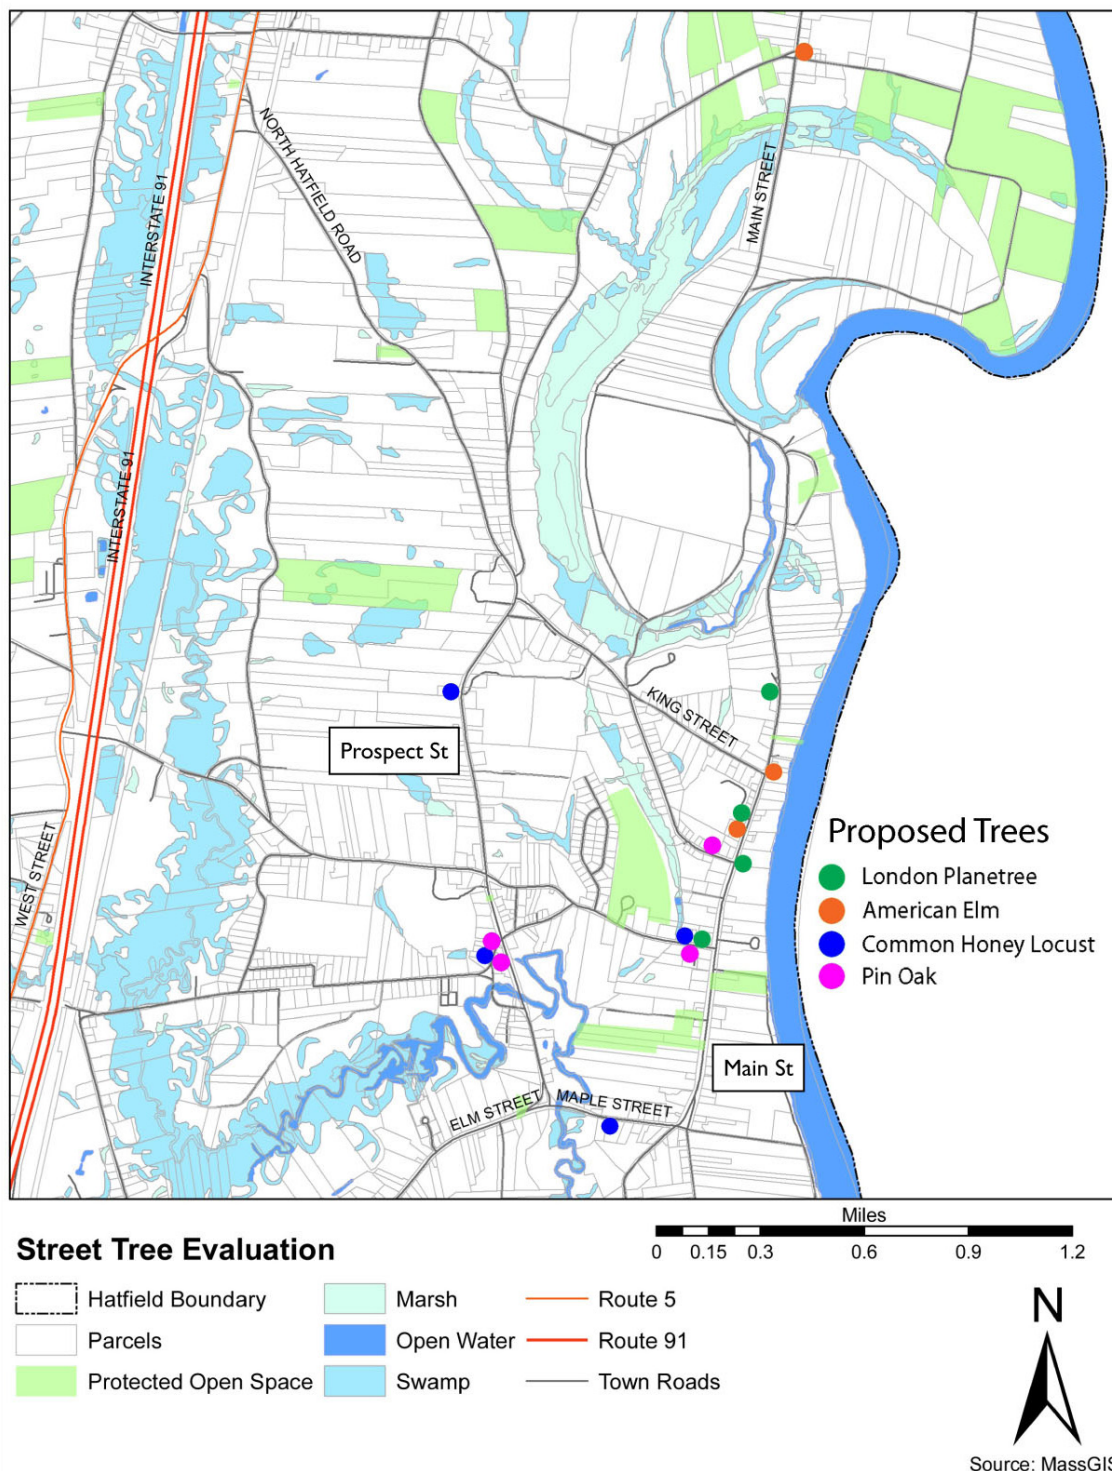 NORTH HATFIELD ROAD
MAIN STREET
INTERSTATE 91
INTERSTATE 91
KING STREET
Prospect St
WEST STREET
Proposed Trees
London Planetree
American Elm
Common Honey Locust
Pin Oak
Main St
ELM STREET
MAPLE STREET
Miles
0 0.15 0.3 0.6 0.9 1.2
Street Tree Evaluation
Hatfield Boundary
Parcels
Protected Open Space
Marsh
Open Water
Swamp
Route 5
Route 91
Town Roads
N
Source: MassGIS